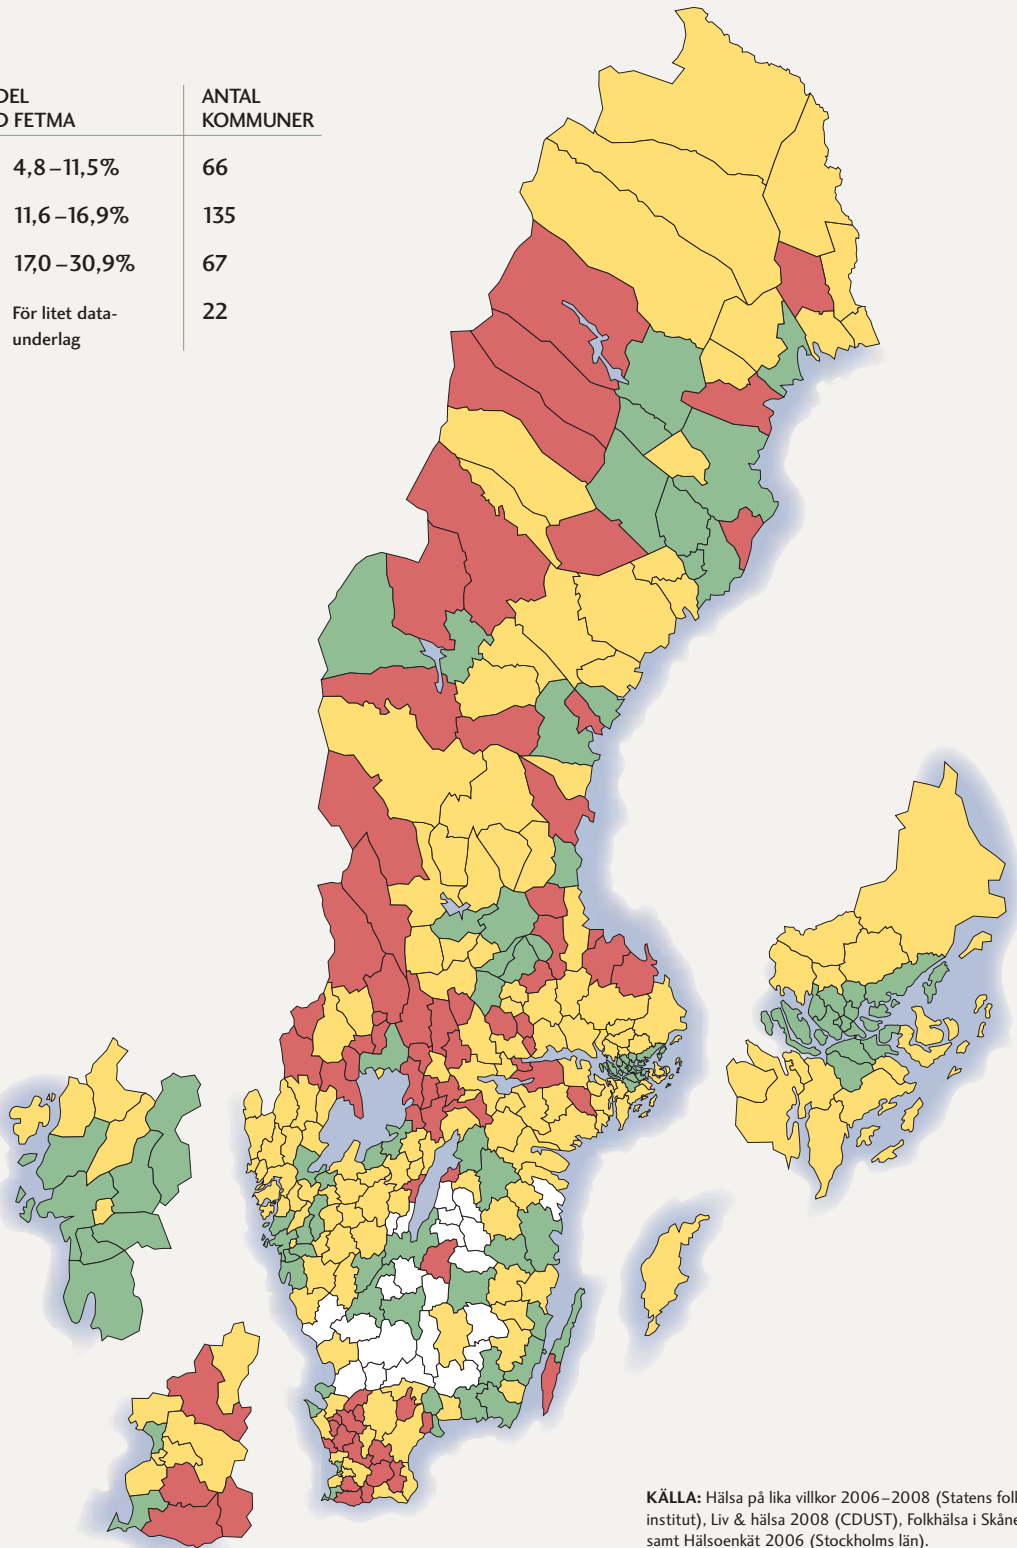 DEL
D FETMA
ANTAL
KOMMUNER
4,8–11,5%
66
11,6–16,9%
135
17,0–30,9%
67
För litet data-
underlag
22
KÄLLA: Hälsa på lika villkor 2006–2008 (Statens folk
institut), Liv & hälsa 2008 (CDUST), Folkhälsa i Skåne
samt Hälsoenkät 2006 (Stockholms län).